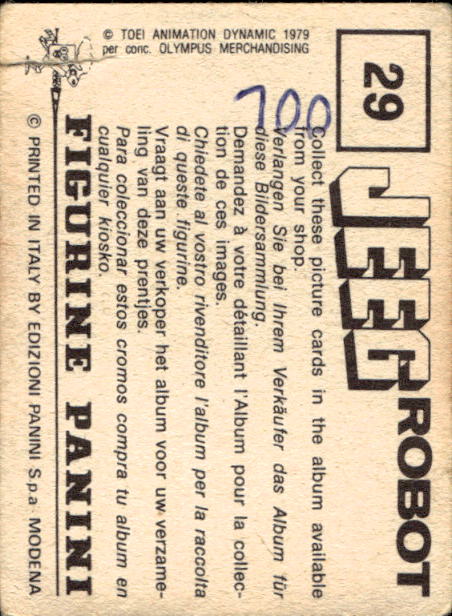 © TOEI ANIMATION DYNAMIC 1979
per conc. OLYMPUS MERCHANDISING
29
JEEG ROBOT
700
Collect these picture cards in the album available
from your shop.
Verlangen Sie bei Ihrem Verkäufer das Album für
diese Bildersammlung.
Demandez à votre détaillant l'Album pour la collec-
tion de ces images.
Chiedete al vostro rivenditore l'album per la raccolta
di queste figurine.
Vraagt aan uw verkoper het album voor uw verzame-
ling van deze prentjes.
Para coleccionar estos cromos compra tu album en
cualquier kiosko.
FIGURINE PANINI
© PRINTED IN ITALY BY EDIZIONI PANINI S.p.a - MODENA